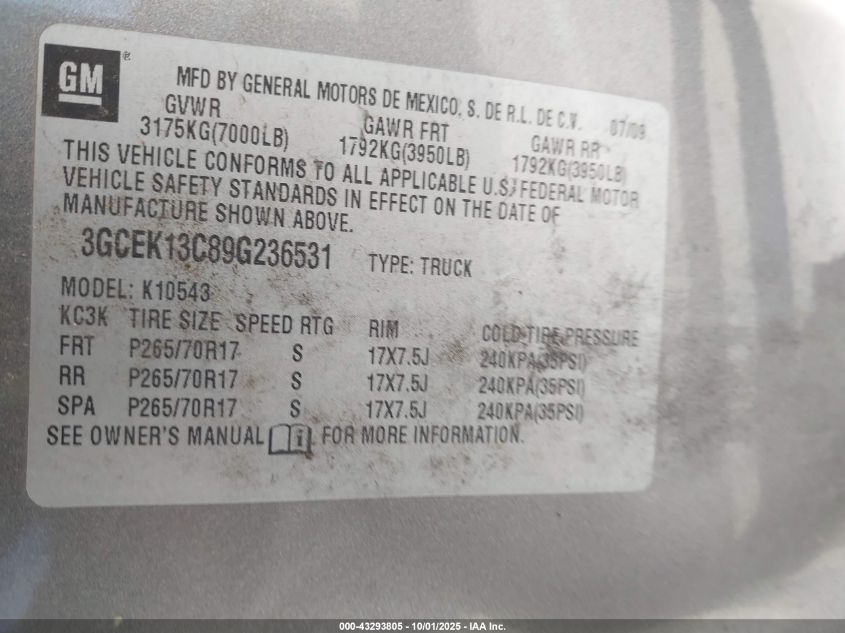 GM ®
MFD BY GENERAL MOTORS DE MEXICO, S. DE R.L. DE C.V. 07/09
GVWR GAWR FRT GAWR RR
3175KG(7000LB) 1792KG(3950LB) 1792KG(3950LB)
THIS VEHICLE CONFORMS TO ALL APPLICABLE U.S. FEDERAL MOTOR
VEHICLE SAFETY STANDARDS IN EFFECT ON THE DATE OF
MANUFACTURE SHOWN ABOVE.
3GCEK13C89G236531 TYPE: TRUCK
MODEL: K10543
KC3K TIRE SIZE SPEED RTG RIM COLD TIRE PRESSURE
FRT P265/70R17 S 17X7.5J 240KPA(35PSI)
RR P265/70R17 S 17X7.5J 240KPA(35PSI)
SPA P265/70R17 S 17X7.5J 240KPA(35PSI)
SEE OWNER'S MANUAL i FOR MORE INFORMATION.
000-43293805 - 10/01/2025 - IAA Inc.